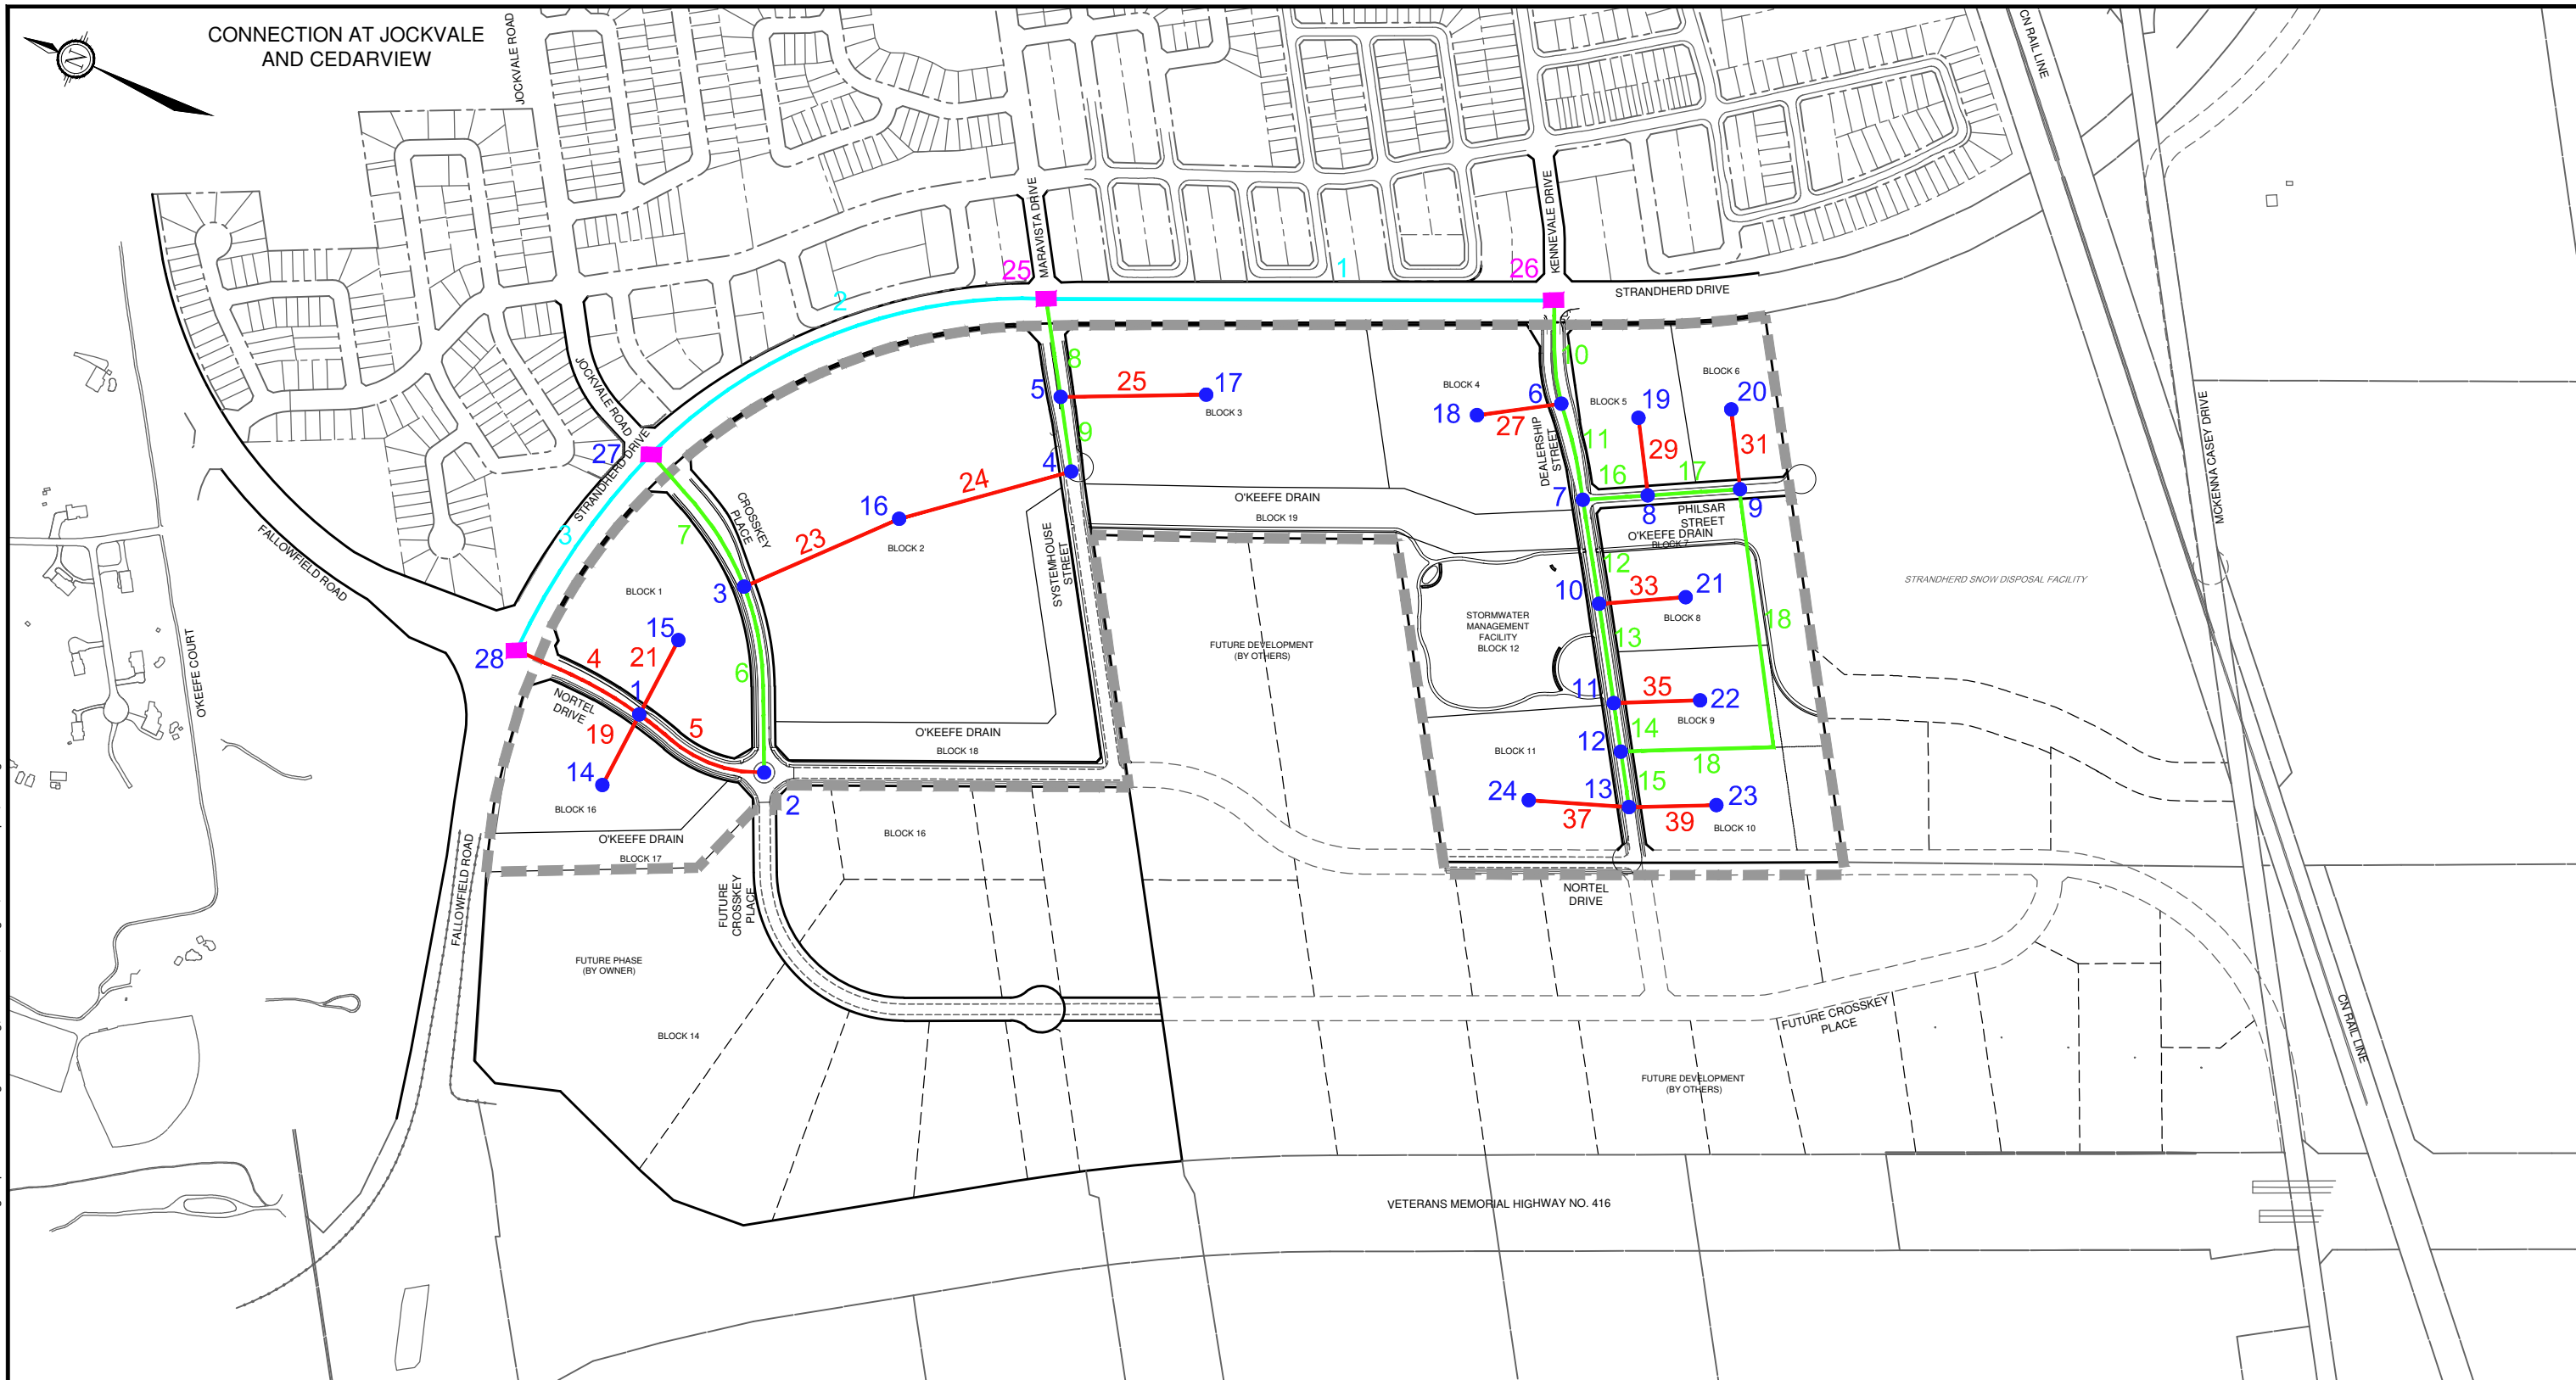 CONNECTION AT JOCKVALE
AND CEDARVIEW
N
JOCKVALE ROAD
CN RAIL LINE
MARAVISTA DRIVE
KENNEVALE DRIVE
25
1
26
2
STRANDHERD DRIVE
JOCKVALE ROAD
27
STRANDHERD DRIVE
3
8
10
5
25
17
BLOCK 3
9
4
BLOCK 4
6
18
27
BLOCK 5
19
BLOCK 6
20
DEALERSHIP
STREET
11
16
29
17
31
7
8
9
PHILSAR
STREET
O'KEEFE DRAIN
BLOCK 7
MCKENNA CASEY DRIVE
CROSSKEY
PLACE
7
16
24
23
BLOCK 2
O'KEEFE DRAIN
BLOCK 19
SYSTEMHOUSE
STREET
FALLOWFIELD ROAD
O'KEEFE COURT
BLOCK 1
3
15
21
4
28
1
6
NORTEL
DRIVE
19
5
14
BLOCK 16
O'KEEFE DRAIN
BLOCK 17
2
O'KEEFE DRAIN
BLOCK 18
BLOCK 16
FUTURE DEVELOPMENT
(BY OTHERS)
STORMWATER
MANAGEMENT
FACILITY
BLOCK 12
12
10
33
21
BLOCK 8
13
18
11
35
22
BLOCK 9
14
12
18
BLOCK 11
15
13
24
37
39
23
BLOCK 10
STRANDHERD SNOW DISPOSAL FACILITY
NORTEL
DRIVE
FALLOWFIELD ROAD
FUTURE
CROSSKEY
PLACE
FUTURE PHASE
(BY OWNER)
BLOCK 14
FUTURE CROSSKEY
PLACE
CN RAIL LINE
FUTURE DEVELOPMENT
(BY OTHERS)
VETERANS MEMORIAL HIGHWAY NO. 416